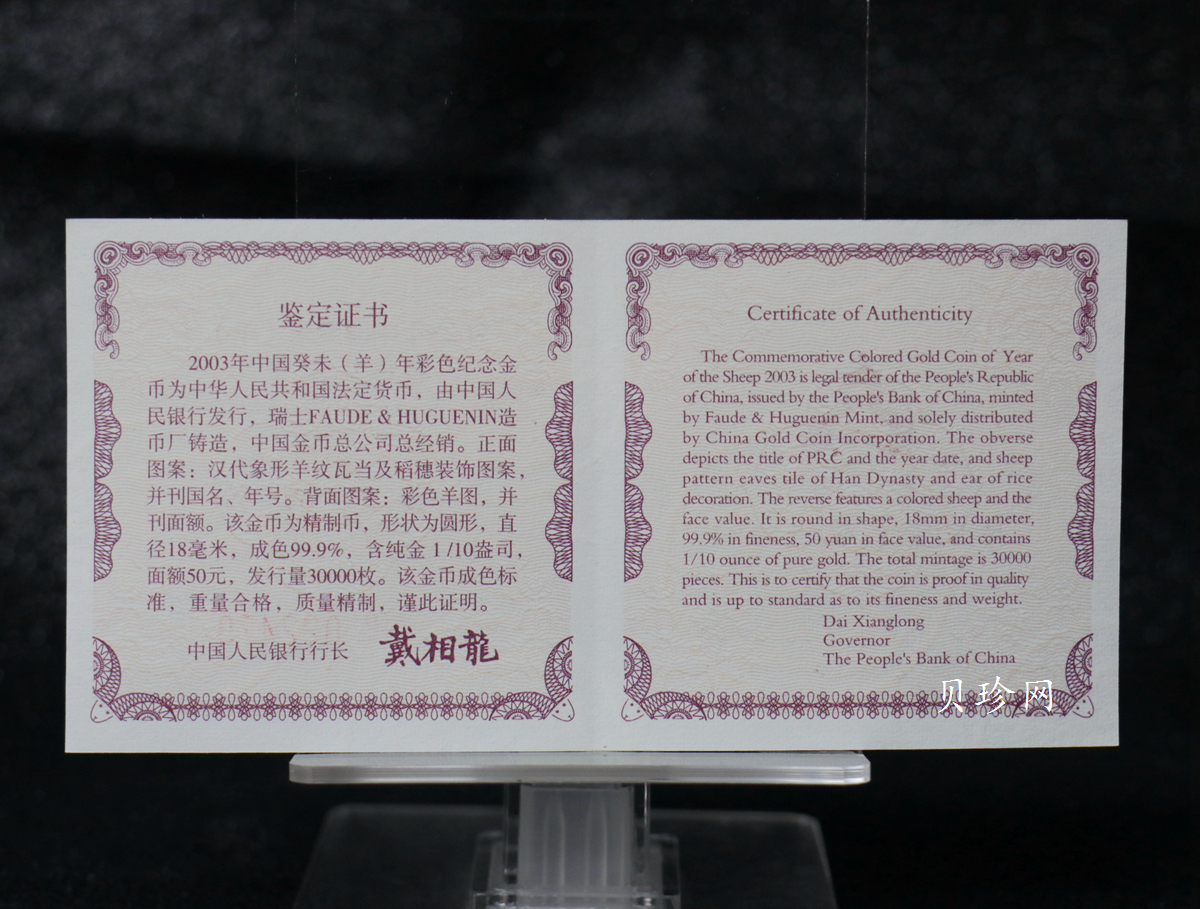 鉴定证书
2003年中国癸未（羊）年彩色纪念金
币为中华人民共和国法定货币，由中国人
民银行发行，瑞士FAUDE & HUGUENIN造
币厂铸造，中国金币总公司总经销。正面
图案：汉代象形羊纹瓦当及稻穗装饰图案，
并刊国名、年号。背面图案：彩色羊图，并
刊面额。该金币为精制币，形状为圆形，直
径18毫米，成色99.9%，含纯金 1 /10盎司，
面额50元，发行量30000枚。该金币成色标
准，重量合格，质量精制，谨此证明。
中国人民银行行长 戴相龍
Certificate of Authenticity
The Commemorative Colored Gold Coin of Year
of the Sheep 2003 is legal tender of the People's Republic
of China, issued by the People's Bank of China, minted
by Faude & Huguenin Mint, and solely distributed
by China Gold Coin Incorporation. The obverse
depicts the title of PRC and the year date, and sheep
pattern eaves tile of Han Dynasty and ear of rice
decoration. The reverse features a colored sheep and the
face value. It is round in shape, 18mm in diameter,
99.9% in fineness, 50 yuan in face value, and contains
1/10 ounce of pure gold. The total mintage is 30000
pieces. This is to certify that the coin is proof in quality
and is up to standard as to its fineness and weight.
Dai Xianglong
Governor
The People's Bank of China
贝珍网